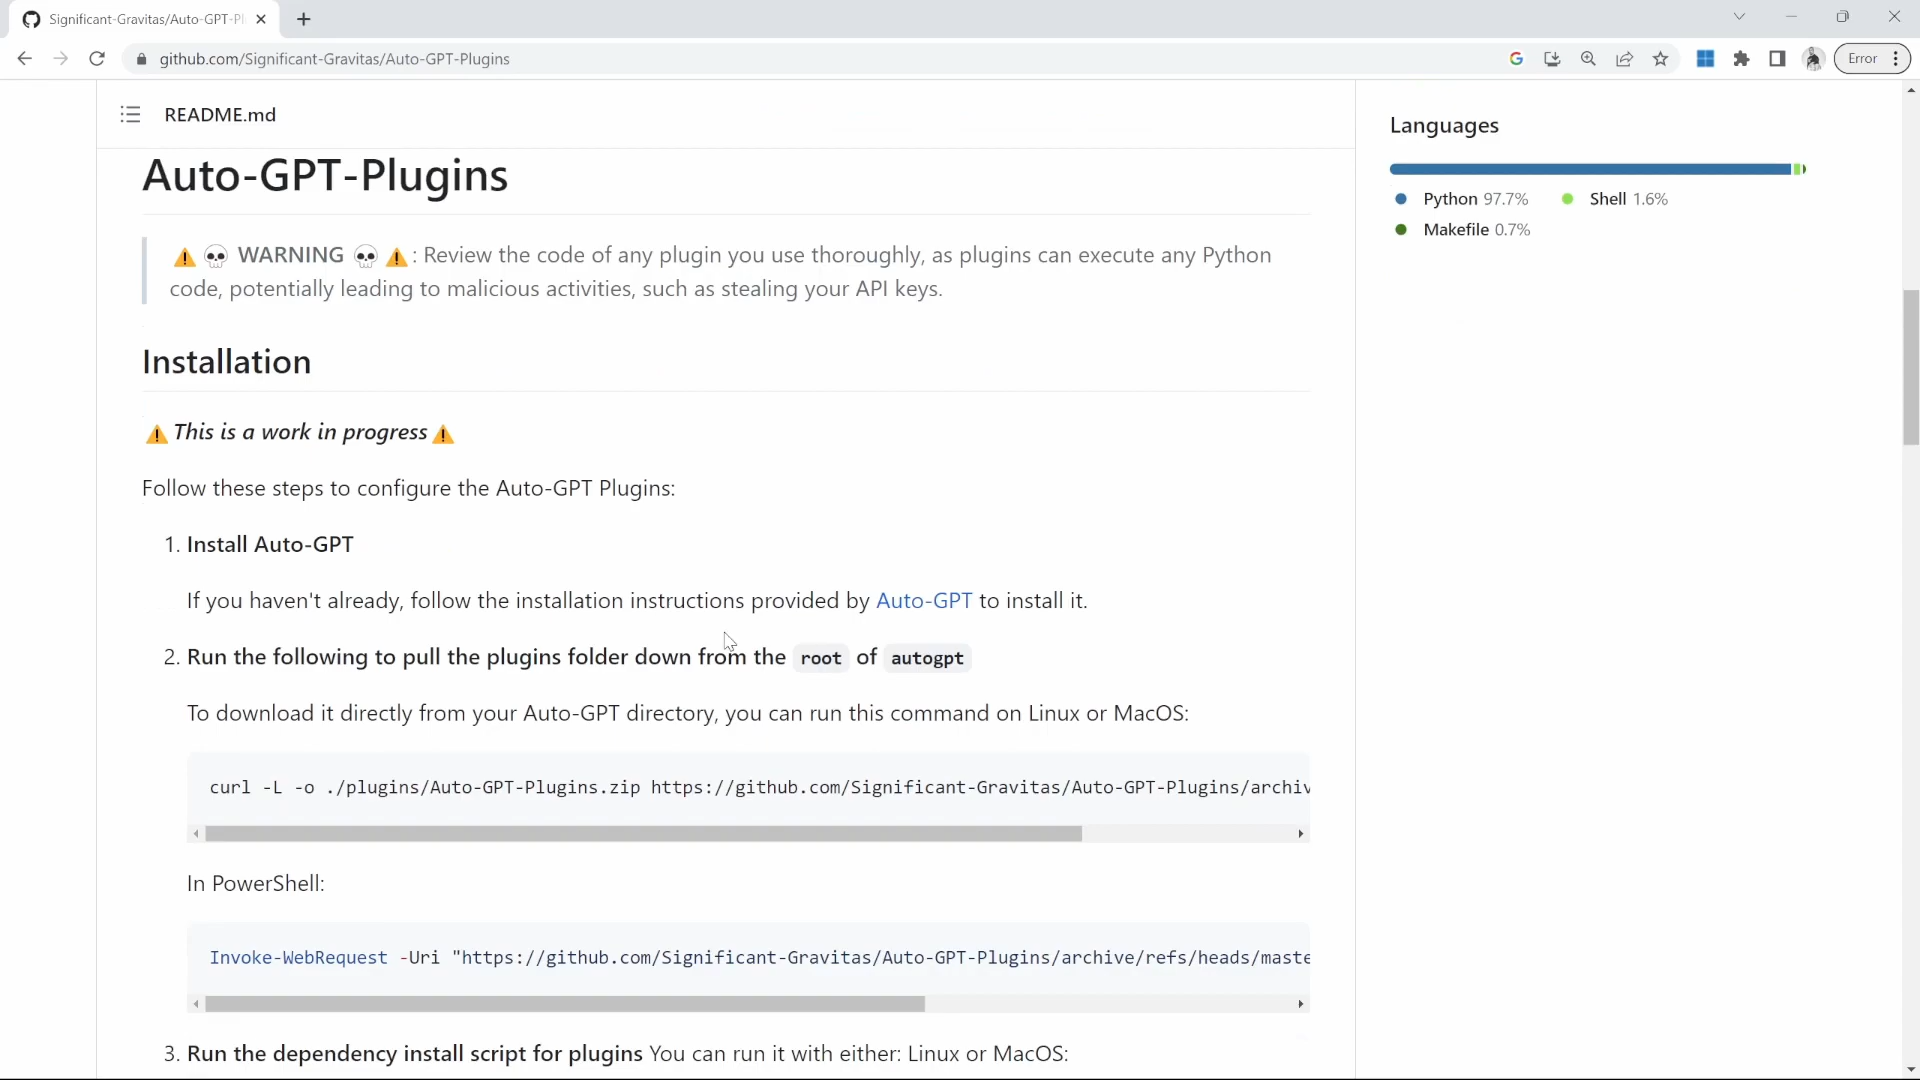 Significant-Gravitas/Auto-GPT-Pl
github.com/Significant-Gravitas/Auto-GPT-Plugins
Error
README.md
Auto-GPT-Plugins
⚠️💀 WARNING 💀⚠️: Review the code of any plugin you use thoroughly, as plugins can execute any Python
code, potentially leading to malicious activities, such as stealing your API keys.
Installation
⚠️This is a work in progress⚠️
Follow these steps to configure the Auto-GPT Plugins:
1. Install Auto-GPT
If you haven't already, follow the installation instructions provided by Auto-GPT to install it.
2. Run the following to pull the plugins folder down from the root of autogpt
To download it directly from your Auto-GPT directory, you can run this command on Linux or MacOS:
curl -L -o ./plugins/Auto-GPT-Plugins.zip https://github.com/Significant-Gravitas/Auto-GPT-Plugins/archiv
In PowerShell:
Invoke-WebRequest -Uri "https://github.com/Significant-Gravitas/Auto-GPT-Plugins/archive/refs/heads/maste
3. Run the dependency install script for plugins You can run it with either: Linux or MacOS:
Languages
Python 97.7% Shell 1.6%
Makefile 0.7%